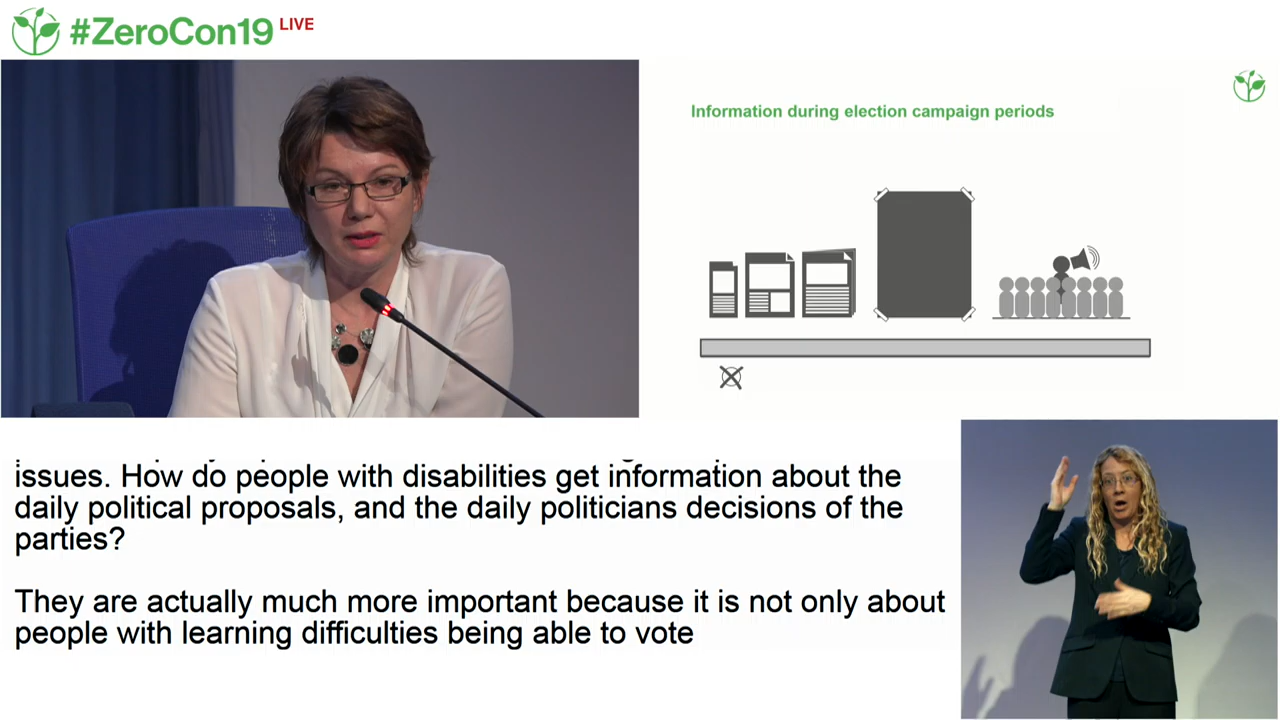 #ZeroCon19 LIVE
Information during election campaign periods
issues. How do people with disabilities get information about the
daily political proposals, and the daily politicians decisions of the
parties?
They are actually much more important because it is not only about
people with learning difficulties being able to vote